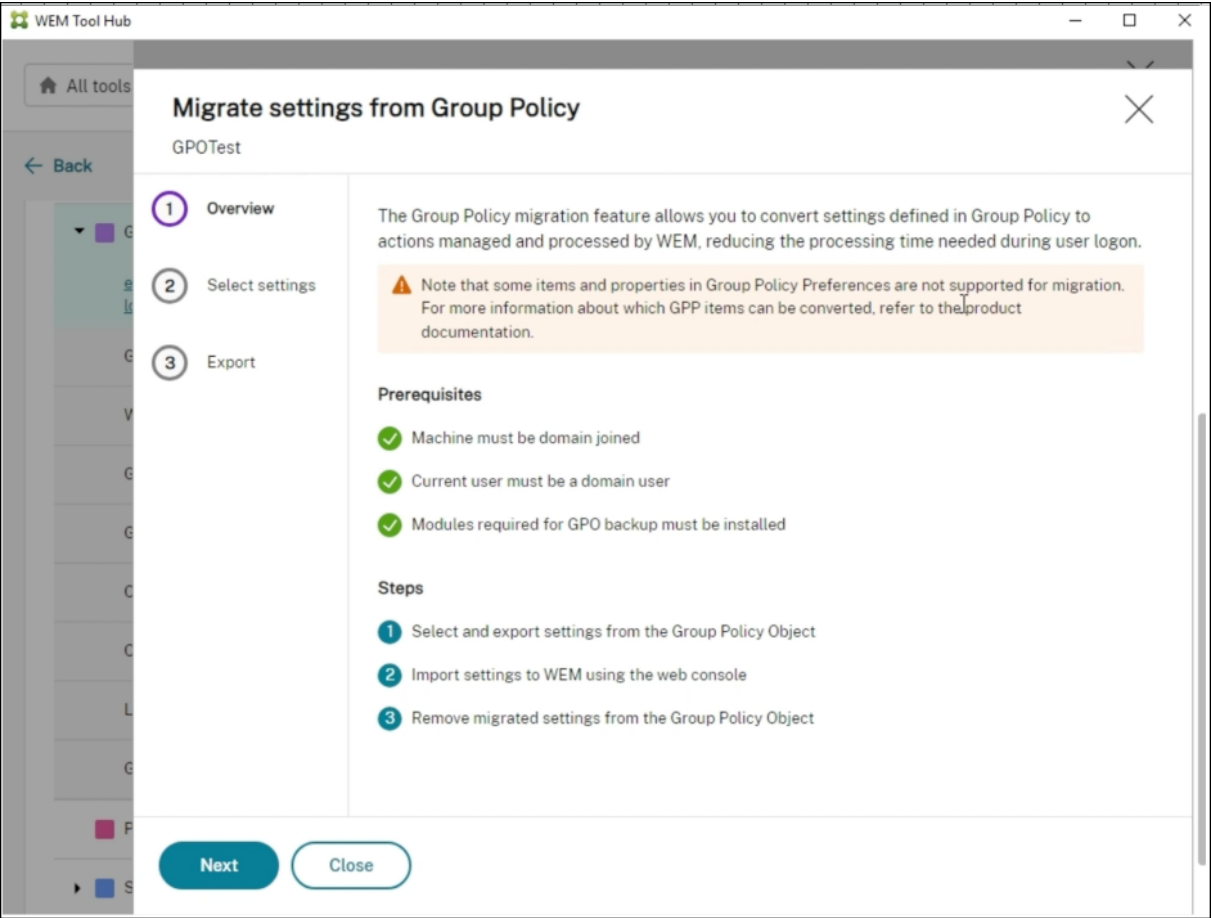 WEM Tool Hub
All tools
Back
Migrate settings from Group Policy
GPOTest
1 Overview
2 Select settings
3 Export
The Group Policy migration feature allows you to convert settings defined in Group Policy to
actions managed and processed by WEM, reducing the processing time needed during user logon.
Note that some items and properties in Group Policy Preferences are not supported for migration.
For more information about which GPP items can be converted, refer to the product
documentation.
Prerequisites
Machine must be domain joined
Current user must be a domain user
Modules required for GPO backup must be installed
Steps
1 Select and export settings from the Group Policy Object
2 Import settings to WEM using the web console
3 Remove migrated settings from the Group Policy Object
Next
Close